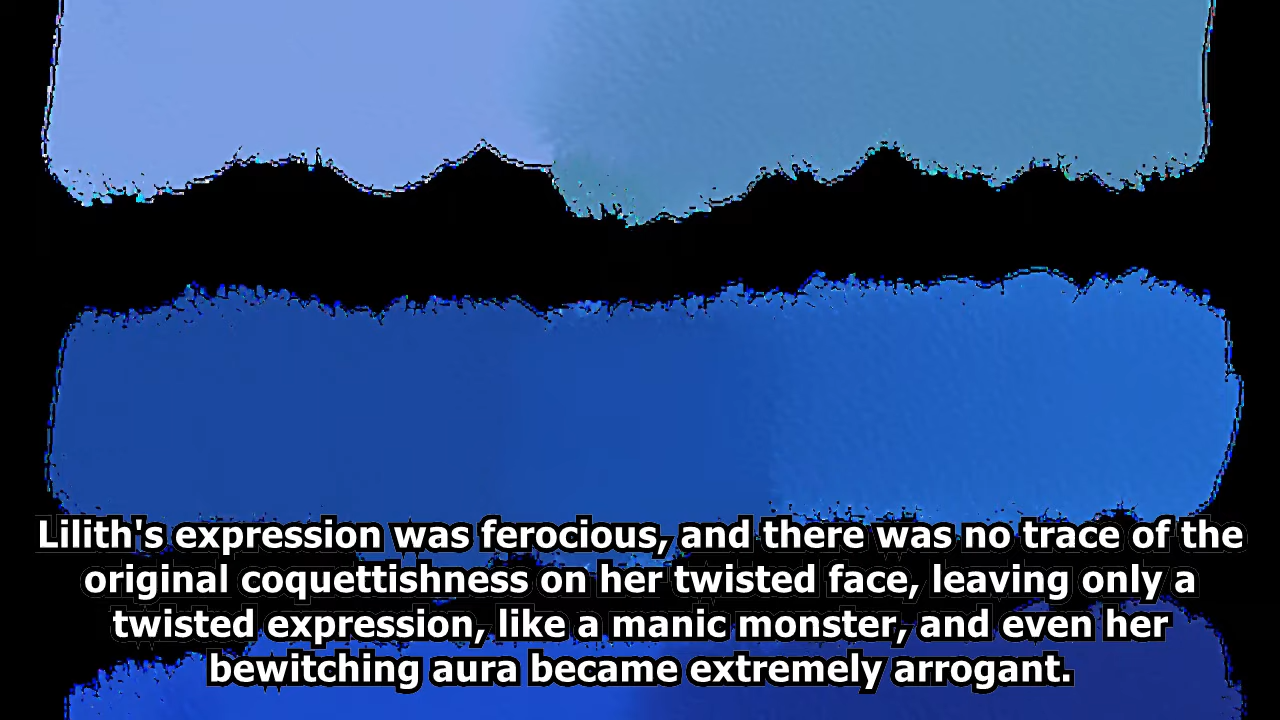 Lilith's expression was ferocious, and there was no trace of the
original coquettishness on her twisted face, leaving only a
twisted expression, like a manic monster, and even her
bewitching aura became extremely arrogant.